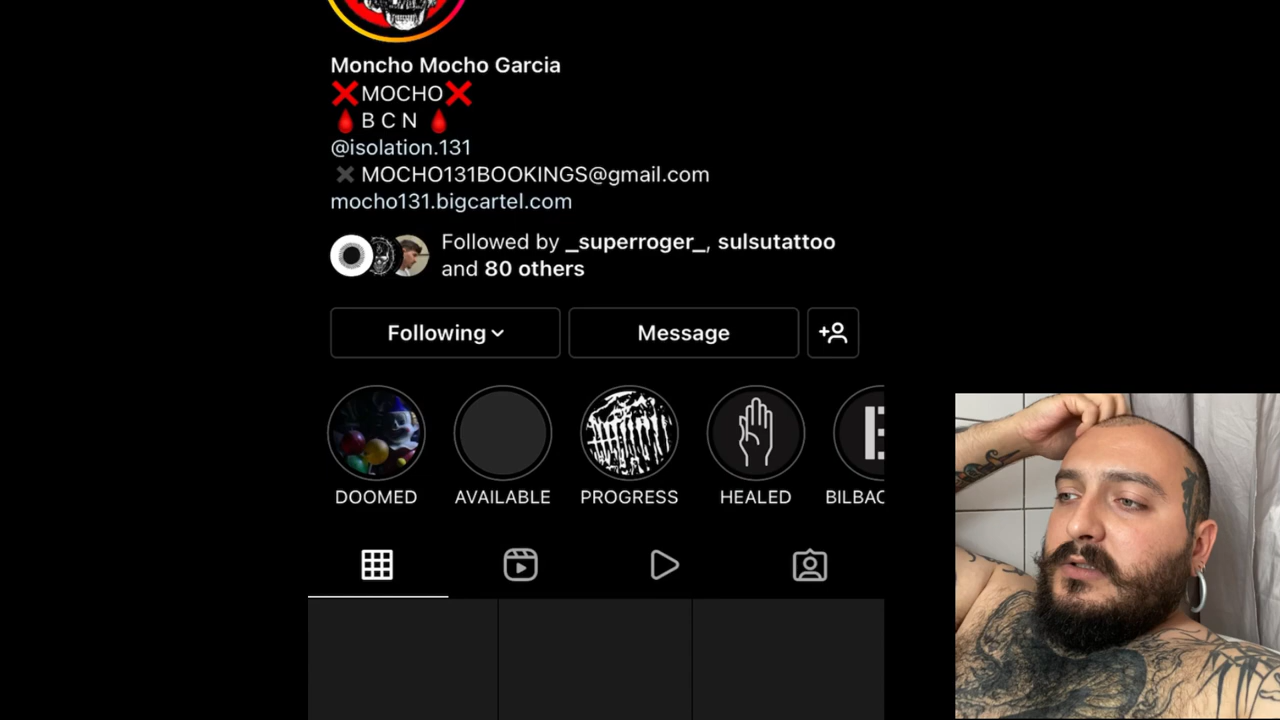 Moncho Mocho Garcia
❌MOCHO❌
🩸B C N 🩸
@isolation.131
✖️MOCHO131BOOKINGS@gmail.com
mocho131.bigcartel.com
Followed by _superroger_, sulsutattoo
and 80 others
Following
Message
DOOMED
AVAILABLE
PROGRESS
HEALED
BILBAC